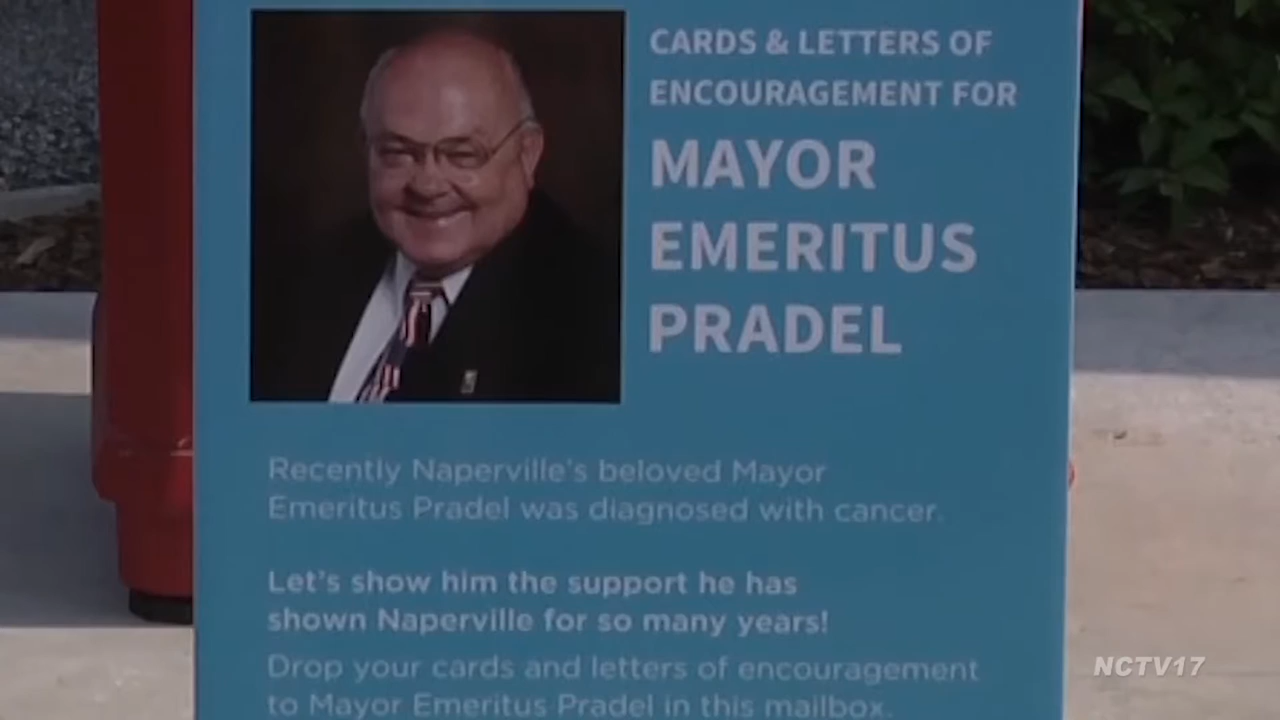 CARDS & LETTERS OF
ENCOURAGEMENT FOR
MAYOR
EMERITUS
PRADEL
Recently Naperville's beloved Mayor
Emeritus Pradel was diagnosed with cancer.
Let's show him the support he has
shown Naperville for so many years!
Drop your cards and letters of encouragement
to Mayor Emeritus Pradel in this mailbox.
NCTV17